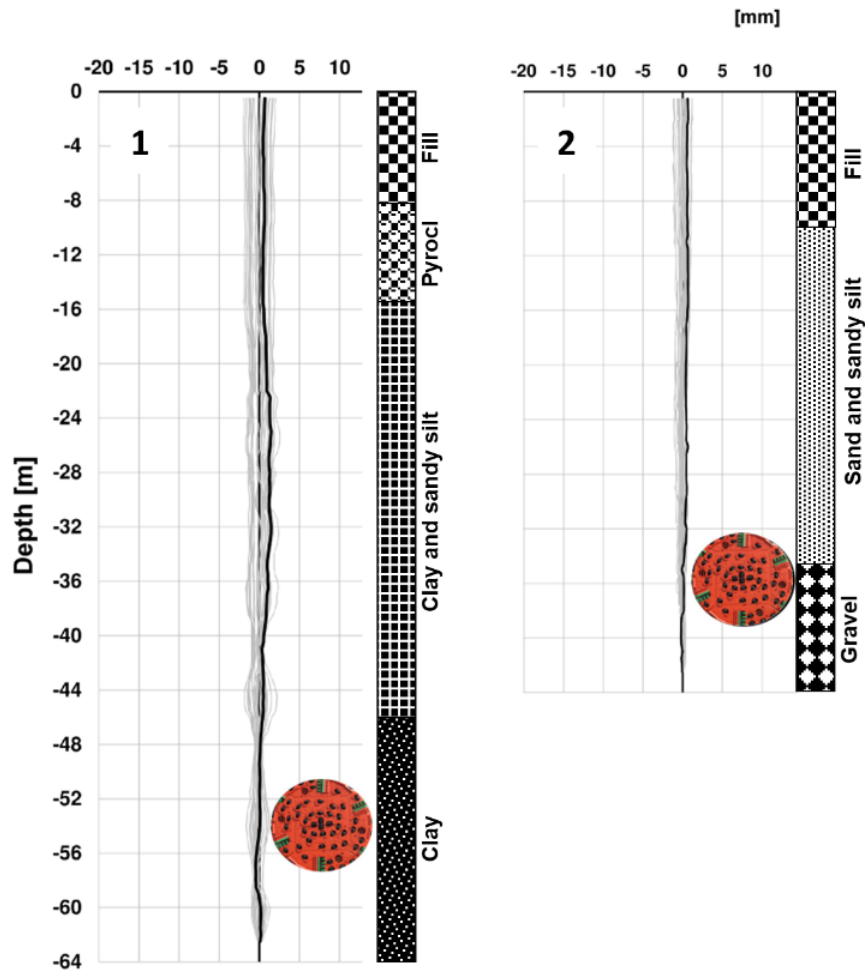 [mm]
-20 -15 -10 -5 0 5 10
-20 -15 -10 -5 0 5 10
0
-4
-8
-12
-16
-20
-24
-28
-32
-36
-40
-44
-48
-52
-56
-60
-64
Depth [m]
1
Fill
Pyrocl
Clay and sandy silt
Clay
2
Fill
Sand and sandy silt
Gravel